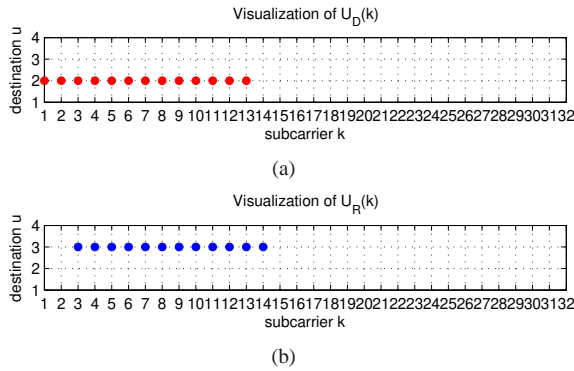 Visualization of U_D(k)
destination u
4
3
2
1
1 2 3 4 5 6 7 8 9 10 11 12 13 14 15 16 17 18 19 20 21 22 23 24 25 26 27 28 29 30 31 32
subcarrier k
(a)
Visualization of U_R(k)
destination u
4
3
2
1
1 2 3 4 5 6 7 8 9 10 11 12 13 14 15 16 17 18 19 20 21 22 23 24 25 26 27 28 29 30 31 32
subcarrier k
(b)